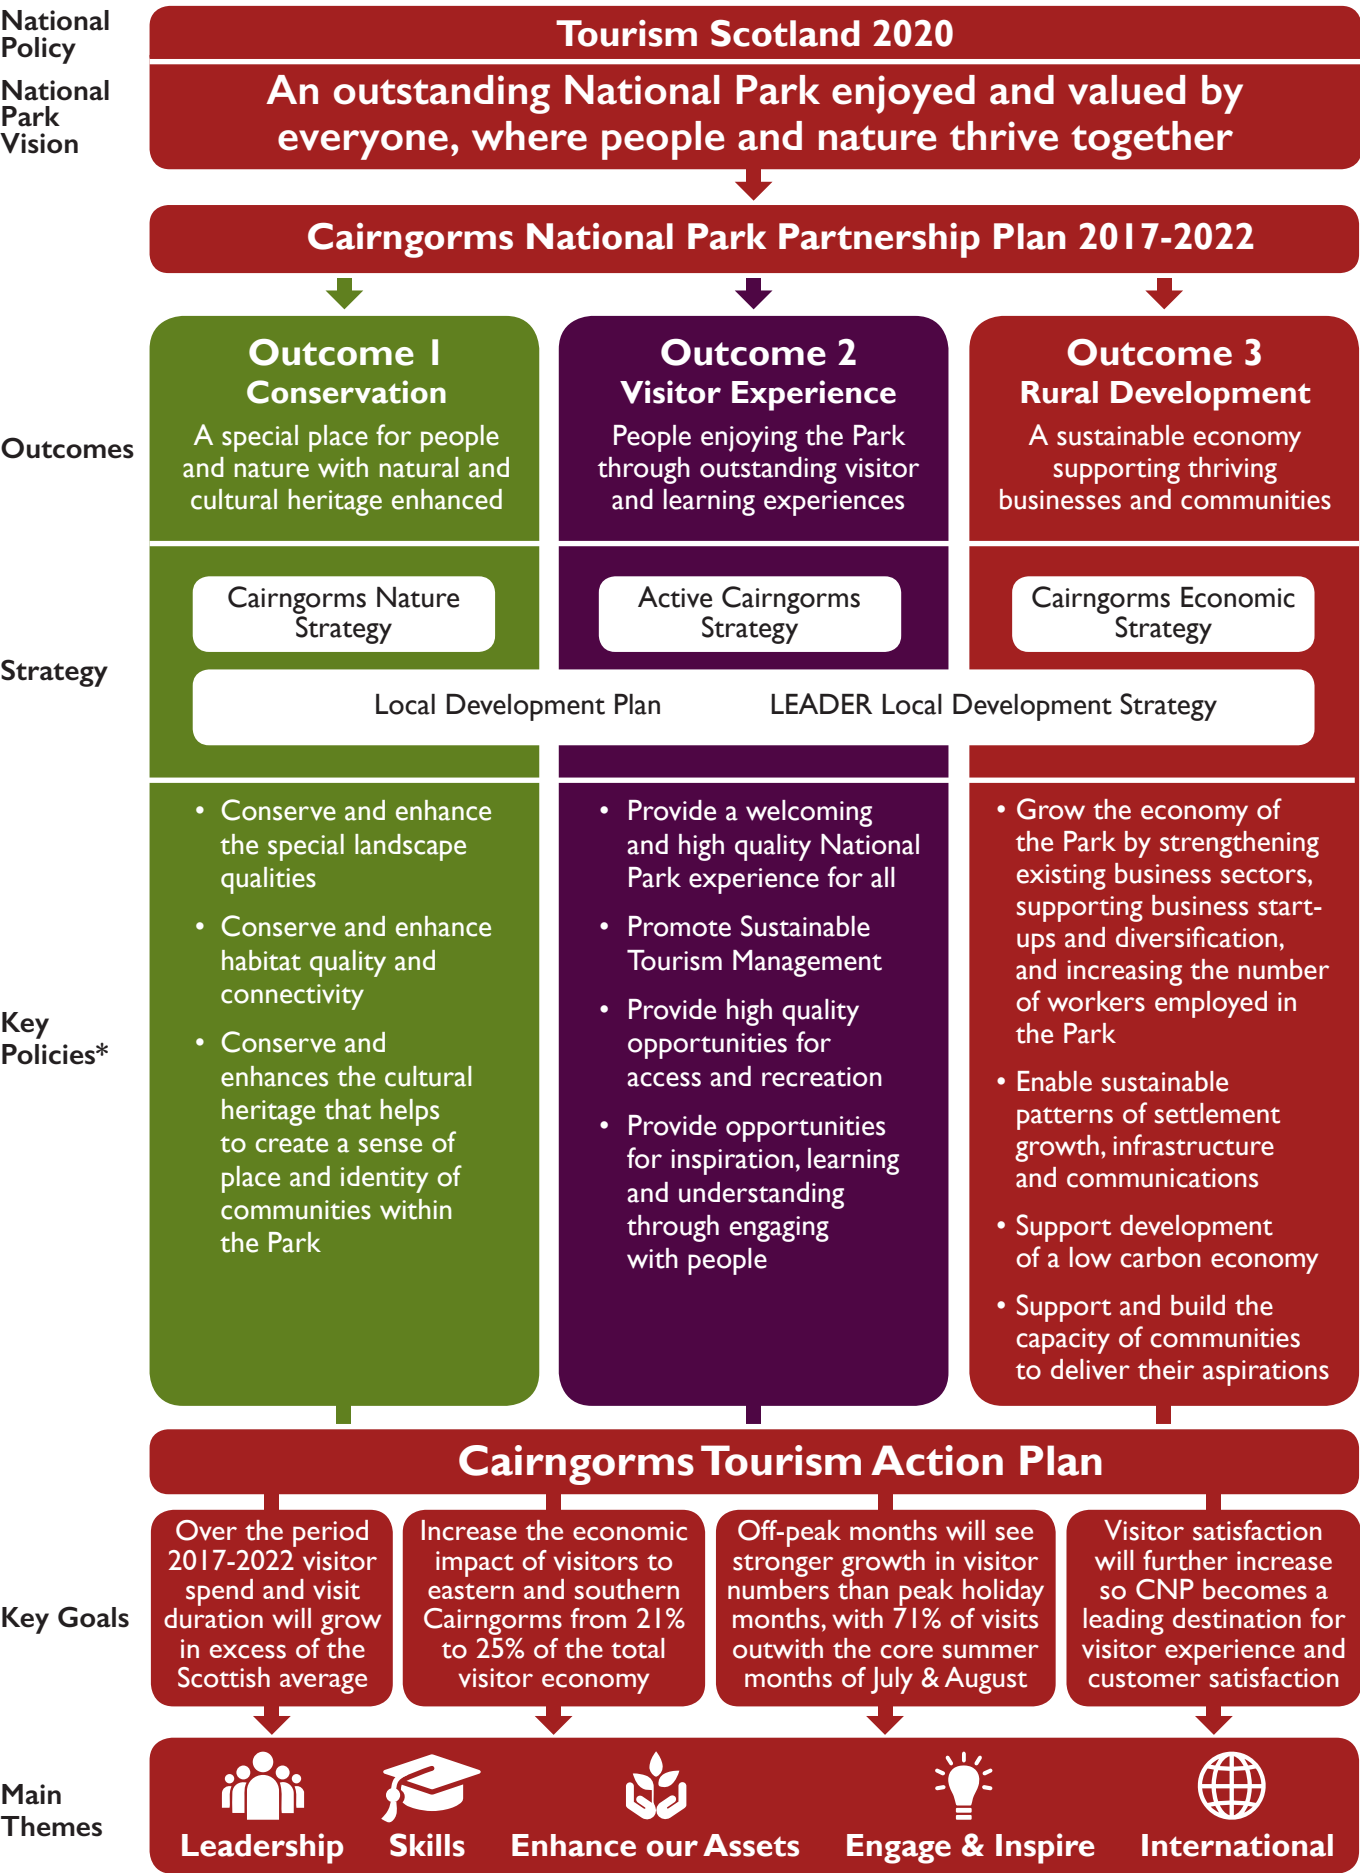 National
Policy
Tourism Scotland 2020
National
Park
Vision
An outstanding National Park enjoyed and valued by
everyone, where people and nature thrive together
Cairngorms National Park Partnership Plan 2017-2022
Outcomes
Outcome 1
Conservation
A special place for people
and nature with natural and
cultural heritage enhanced
Outcome 2
Visitor Experience
People enjoying the Park
through outstanding visitor
and learning experiences
Outcome 3
Rural Development
A sustainable economy
supporting thriving
businesses and communities
Strategy
Cairngorms Nature
Strategy
Active Cairngorms
Strategy
Cairngorms Economic
Strategy
Local Development Plan
LEADER Local Development Strategy
Key
Policies*
• Conserve and enhance
the special landscape
qualities
• Conserve and enhance
habitat quality and
connectivity
• Conserve and
enhances the cultural
heritage that helps
to create a sense of
place and identity of
communities within
the Park
• Provide a welcoming
and high quality National
Park experience for all
• Promote Sustainable
Tourism Management
• Provide high quality
opportunities for
access and recreation
• Provide opportunities
for inspiration, learning
and understanding
through engaging
with people
• Grow the economy of
the Park by strengthening
existing business sectors,
supporting business start-
ups and diversification,
and increasing the number
of workers employed in
the Park
• Enable sustainable
patterns of settlement
growth, infrastructure
and communications
• Support development
of a low carbon economy
• Support and build the
capacity of communities
to deliver their aspirations
Cairngorms Tourism Action Plan
Key Goals
Over the period
2017-2022 visitor
spend and visit
duration will grow
in excess of the
Scottish average
Increase the economic
impact of visitors to
eastern and southern
Cairngorms from 21%
to 25% of the total
visitor economy
Off-peak months will see
stronger growth in visitor
numbers than peak holiday
months, with 71% of visits
outwith the core summer
months of July & August
Visitor satisfaction
will further increase
so CNP becomes a
leading destination for
visitor experience and
customer satisfaction
Main
Themes
Leadership
Skills
Enhance our Assets
Engage & Inspire
International